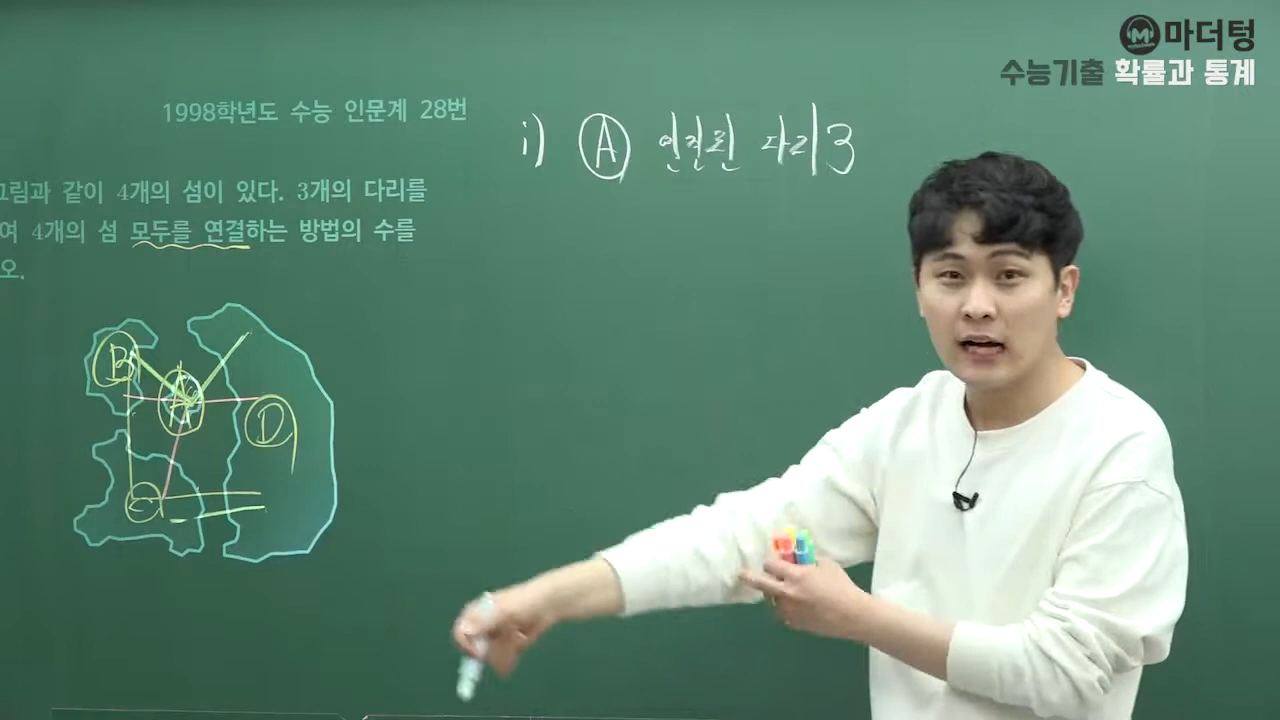 마더텅
수능기출 확률과 통계
1998학년도 수능 인문계 28번
그림과 같이 4개의 섬이 있다. 3개의 다리를
여 4개의 섬 모두를 연결하는 방법의 수를
오.
i) A 연결된 다리 3
B
A
D
C